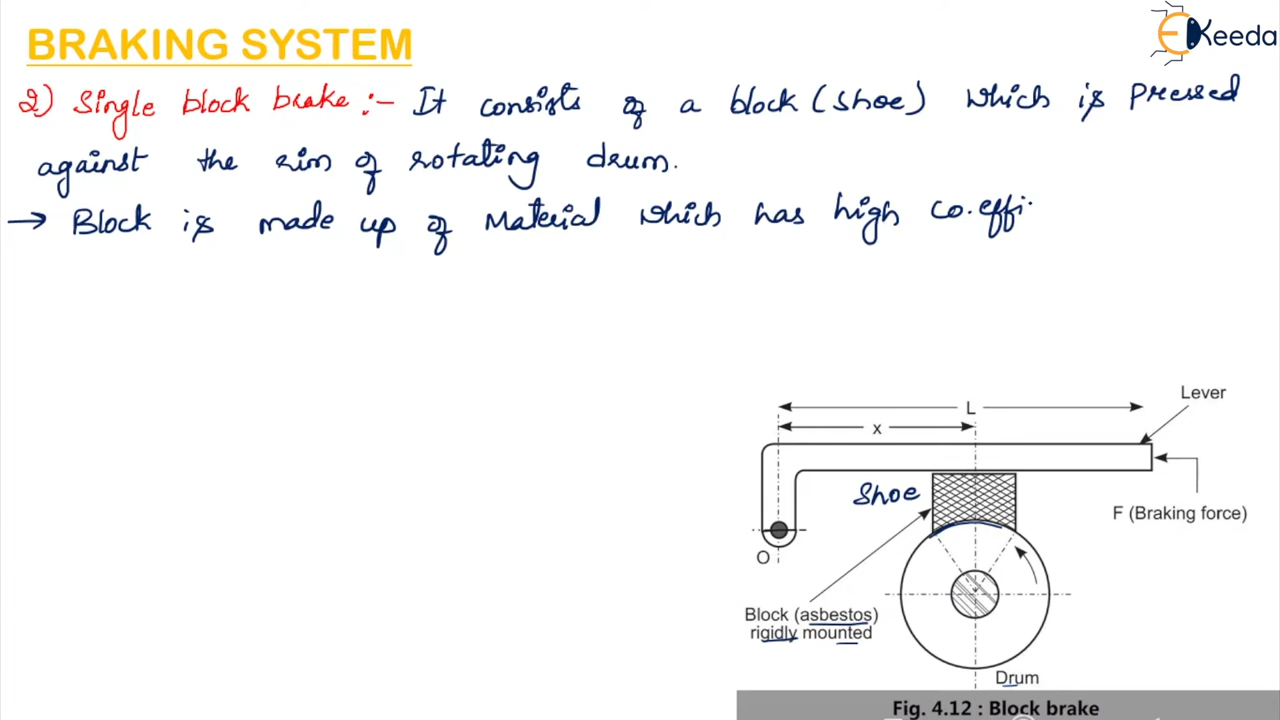 BRAKING SYSTEM
EKeeda
2) Single block brake :- It consists of a block (shoe) which is pressed
against the rim of rotating drum.
→ Block is made up of Material which has high co.effi
Lever
L
x
Shoe
F (Braking force)
O
Block (asbestos)
rigidly mounted
Drum
Fig. 4.12 : Block brake